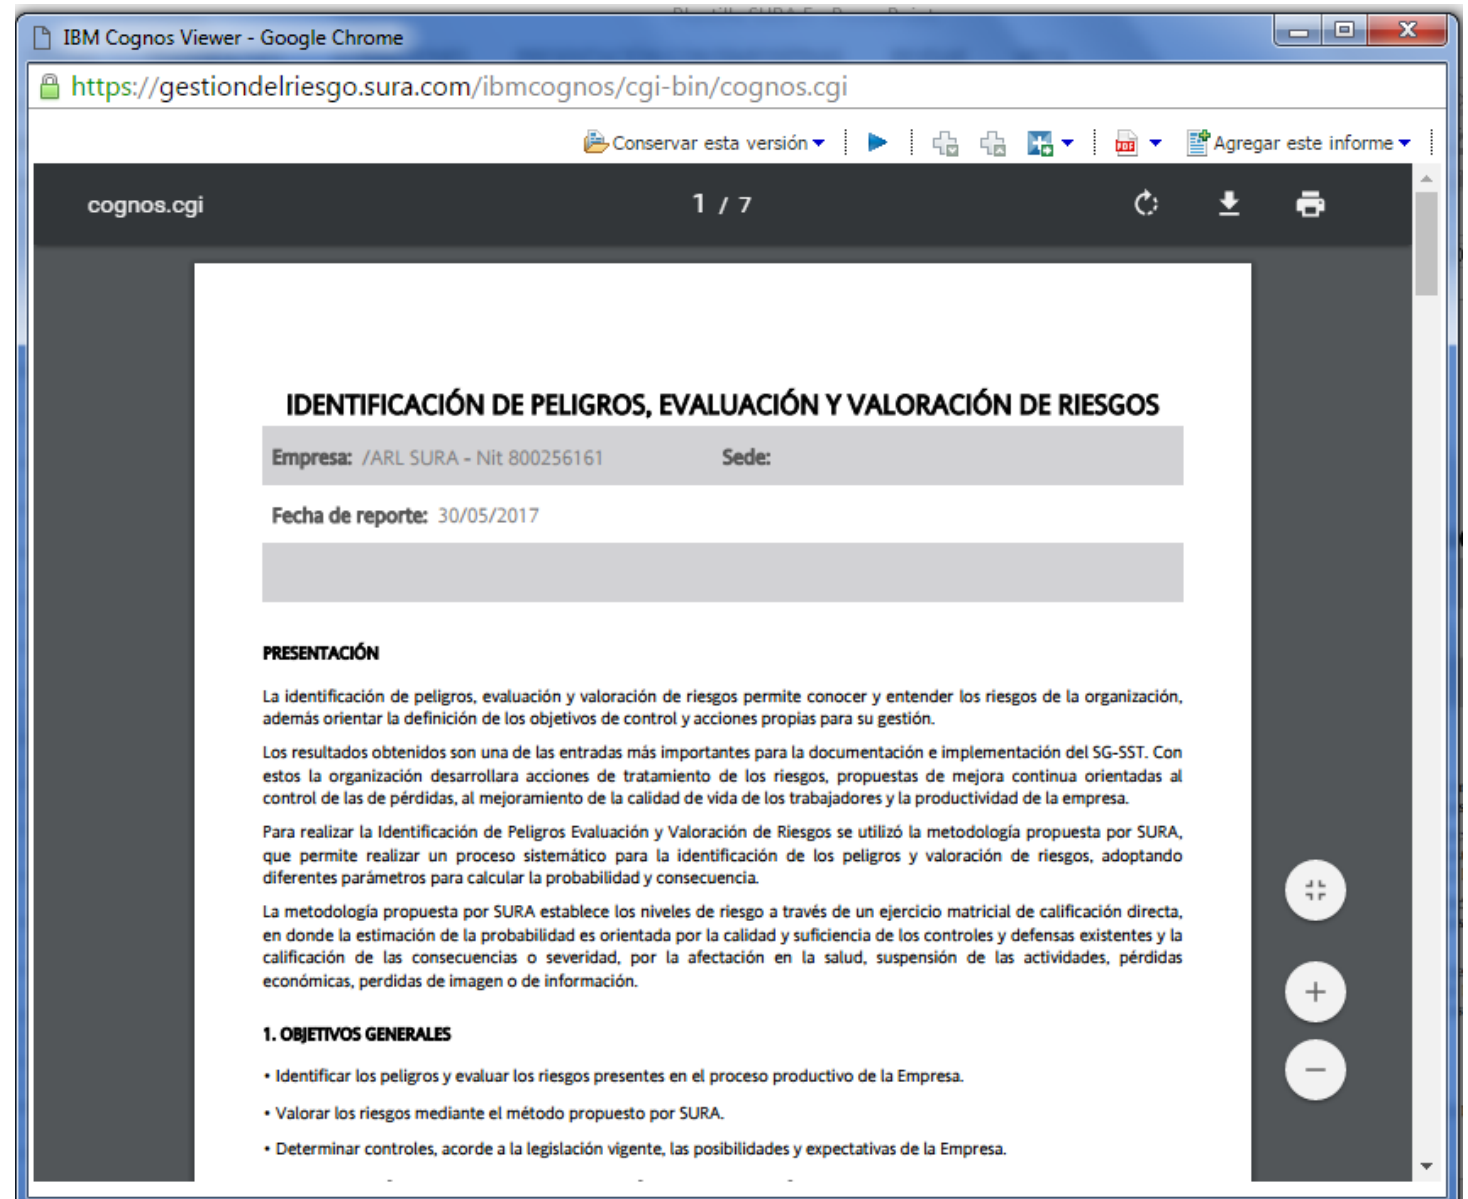 IBM Cognos Viewer - Google Chrome
https://gestiondelriesgo.sura.com/ibmcognos/cgi-bin/cognos.cgi
Conservar esta versión Agregar este informe
cognos.cgi 1 / 7
IDENTIFICACIÓN DE PELIGROS, EVALUACIÓN Y VALORACIÓN DE RIESGOS
Empresa: /ARL SURA - Nit 800256161 Sede:
Fecha de reporte: 30/05/2017
PRESENTACIÓN
La identificación de peligros, evaluación y valoración de riesgos permite conocer y entender los riesgos de la organización,
además orientar la definición de los objetivos de control y acciones propias para su gestión.
Los resultados obtenidos son una de las entradas más importantes para la documentación e implementación del SG-SST. Con
estos la organización desarrollara acciones de tratamiento de los riesgos, propuestas de mejora continua orientadas al
control de las de pérdidas, al mejoramiento de la calidad de vida de los trabajadores y la productividad de la empresa.
Para realizar la Identificación de Peligros Evaluación y Valoración de Riesgos se utilizó la metodología propuesta por SURA,
que permite realizar un proceso sistemático para la identificación de los peligros y valoración de riesgos, adoptando
diferentes parámetros para calcular la probabilidad y consecuencia.
La metodología propuesta por SURA establece los niveles de riesgo a través de un ejercicio matricial de calificación directa,
en donde la estimación de la probabilidad es orientada por la calidad y suficiencia de los controles y defensas existentes y la
calificación de las consecuencias o severidad, por la afectación en la salud, suspensión de las actividades, pérdidas
económicas, perdidas de imagen o de información.
1. OBJETIVOS GENERALES
• Identificar los peligros y evaluar los riesgos presentes en el proceso productivo de la Empresa.
• Valorar los riesgos mediante el método propuesto por SURA.
• Determinar controles, acorde a la legislación vigente, las posibilidades y expectativas de la Empresa.